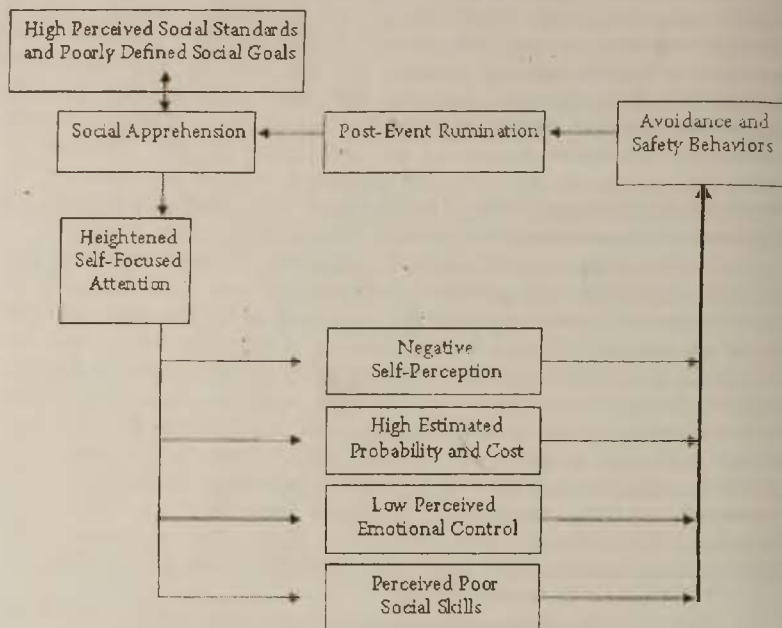 High Perceived Social Standards
and Poorly Defined Social Goals
Social Apprehension
Post-Event Rumination
Avoidance and
Safety Behaviors
Heightened
Self-Focused
Attention
Negative
Self-Perception
High Estimated
Probability and Cost
Low Perceived
Emotional Control
Perceived Poor
Social Skills